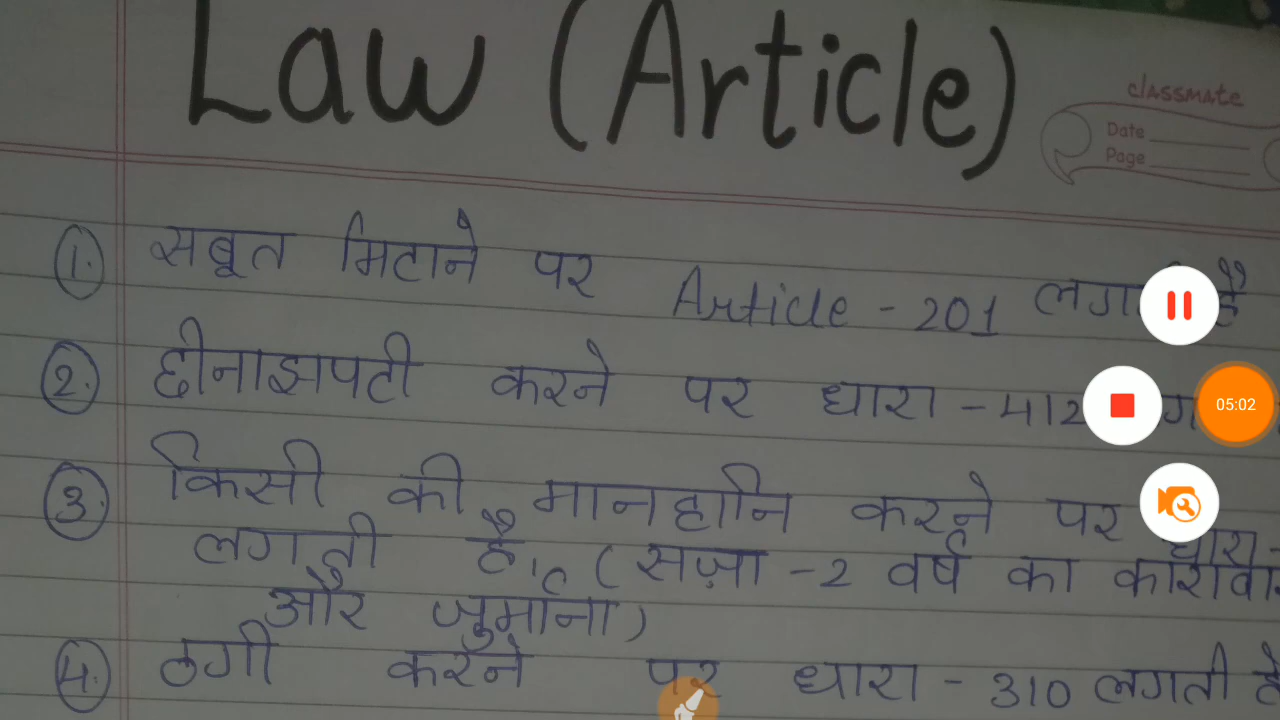 Law (Article)
classmate
Date
Page
1. सबूत मिटाने पर Article - 201 है
2. छीनाझपटी करने पर धारा - 412
05:02
3. किसी की मानहानि करने पर धारा -
लगती है, (सज़ा - 2 वर्ष का
और जुर्माना)
4. ठगी करने पर धारा - 310 लगती है